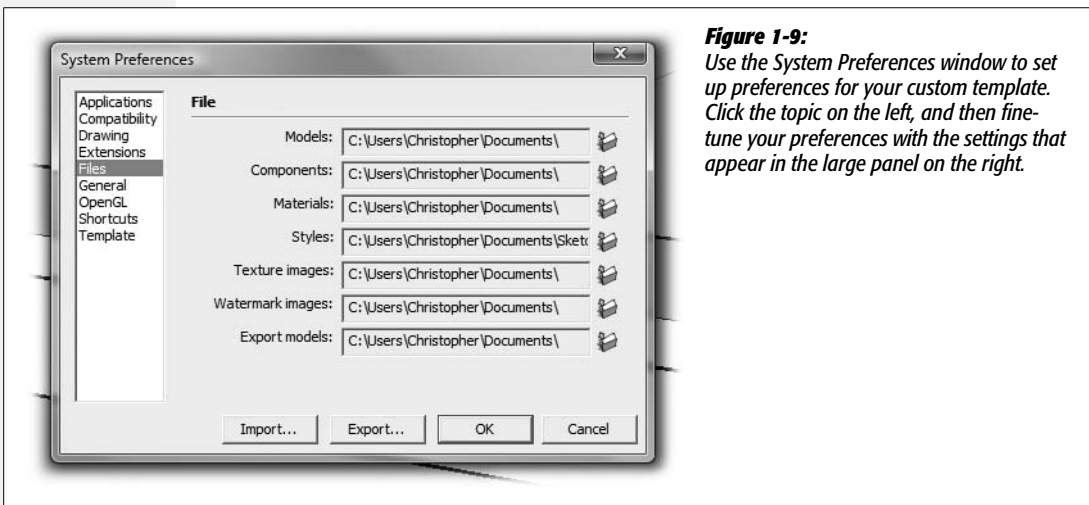 System Preferences
X
Applications
Compatibility
Drawing
Extensions
Files
General
OpenGL
Shortcuts
Template
File
Models: C:\Users\Christopher\Documents\
Components: C:\Users\Christopher\Documents\
Materials: C:\Users\Christopher\Documents\
Styles: C:\Users\Christopher\Documents\Sketc
Texture images: C:\Users\Christopher\Documents\
Watermark images: C:\Users\Christopher\Documents\
Export models: C:\Users\Christopher\Documents\
Import... Export... OK Cancel
Figure 1-9:
Use the System Preferences window to set
up preferences for your custom template.
Click the topic on the left, and then fine-
tune your preferences with the settings that
appear in the large panel on the right.